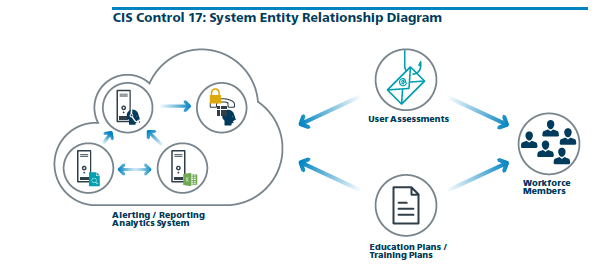 CIS Control 17: System Entity Relationship Diagram
User Assessments
Workforce
Members
Alerting / Reporting
Analytics System
Education Plans /
Training Plans